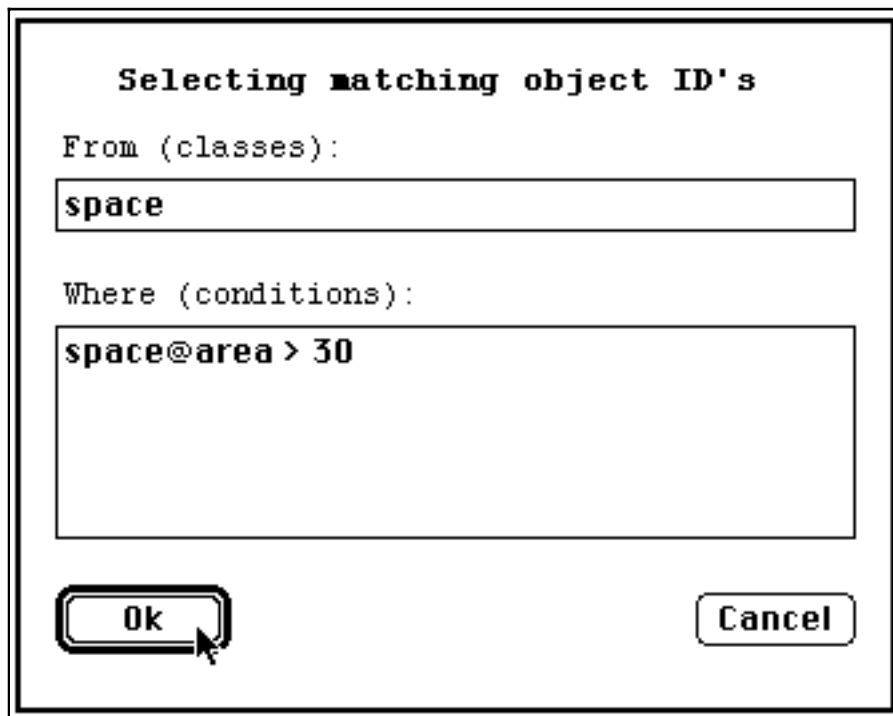 Selecting matching object ID's
From (classes):
space
Where (conditions):
space@area > 30
Ok
Cancel